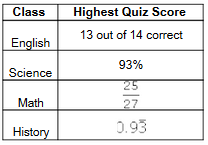 Class Highest Quiz Score
English 13 out of 14 correct
Science 93%
Math 25/27
History 0.93̅